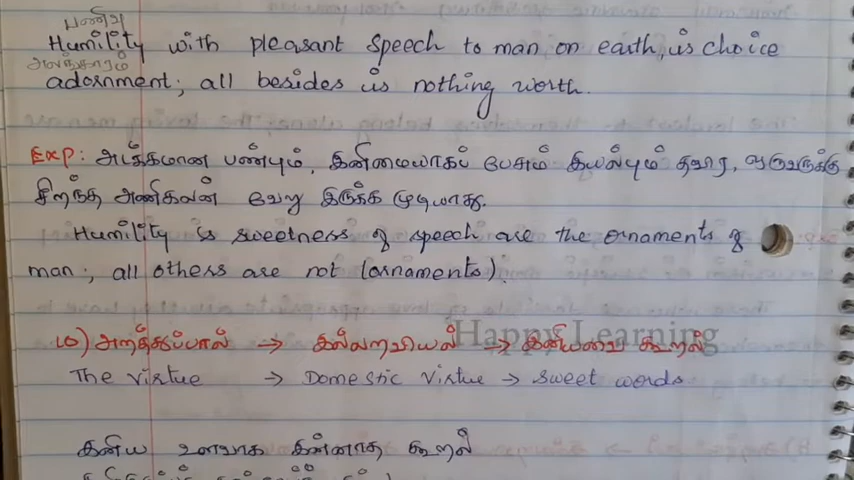 பணிவு
Humility with pleasant speech to man on earth, is choice
அலங்காரம்
adornment; all besides is nothing worth.
Exp: அடக்கமான பண்பும், இனிமையாகப் பேசும் இயல்பும் தவிர, ஒருவருக்கு
சிறந்த அணிகலன் வேறு இருக்க முடியாது.
Humility is sweetness of speech are the ornaments of
man; all others are not (ornaments).
Happy Learning
10) அறத்துப்பால் → இல்லறவியல் → இனியவை கூறல்
The virtue → Domestic virtue → sweet words.
இனிய உளவாக இன்னாத கூறல்